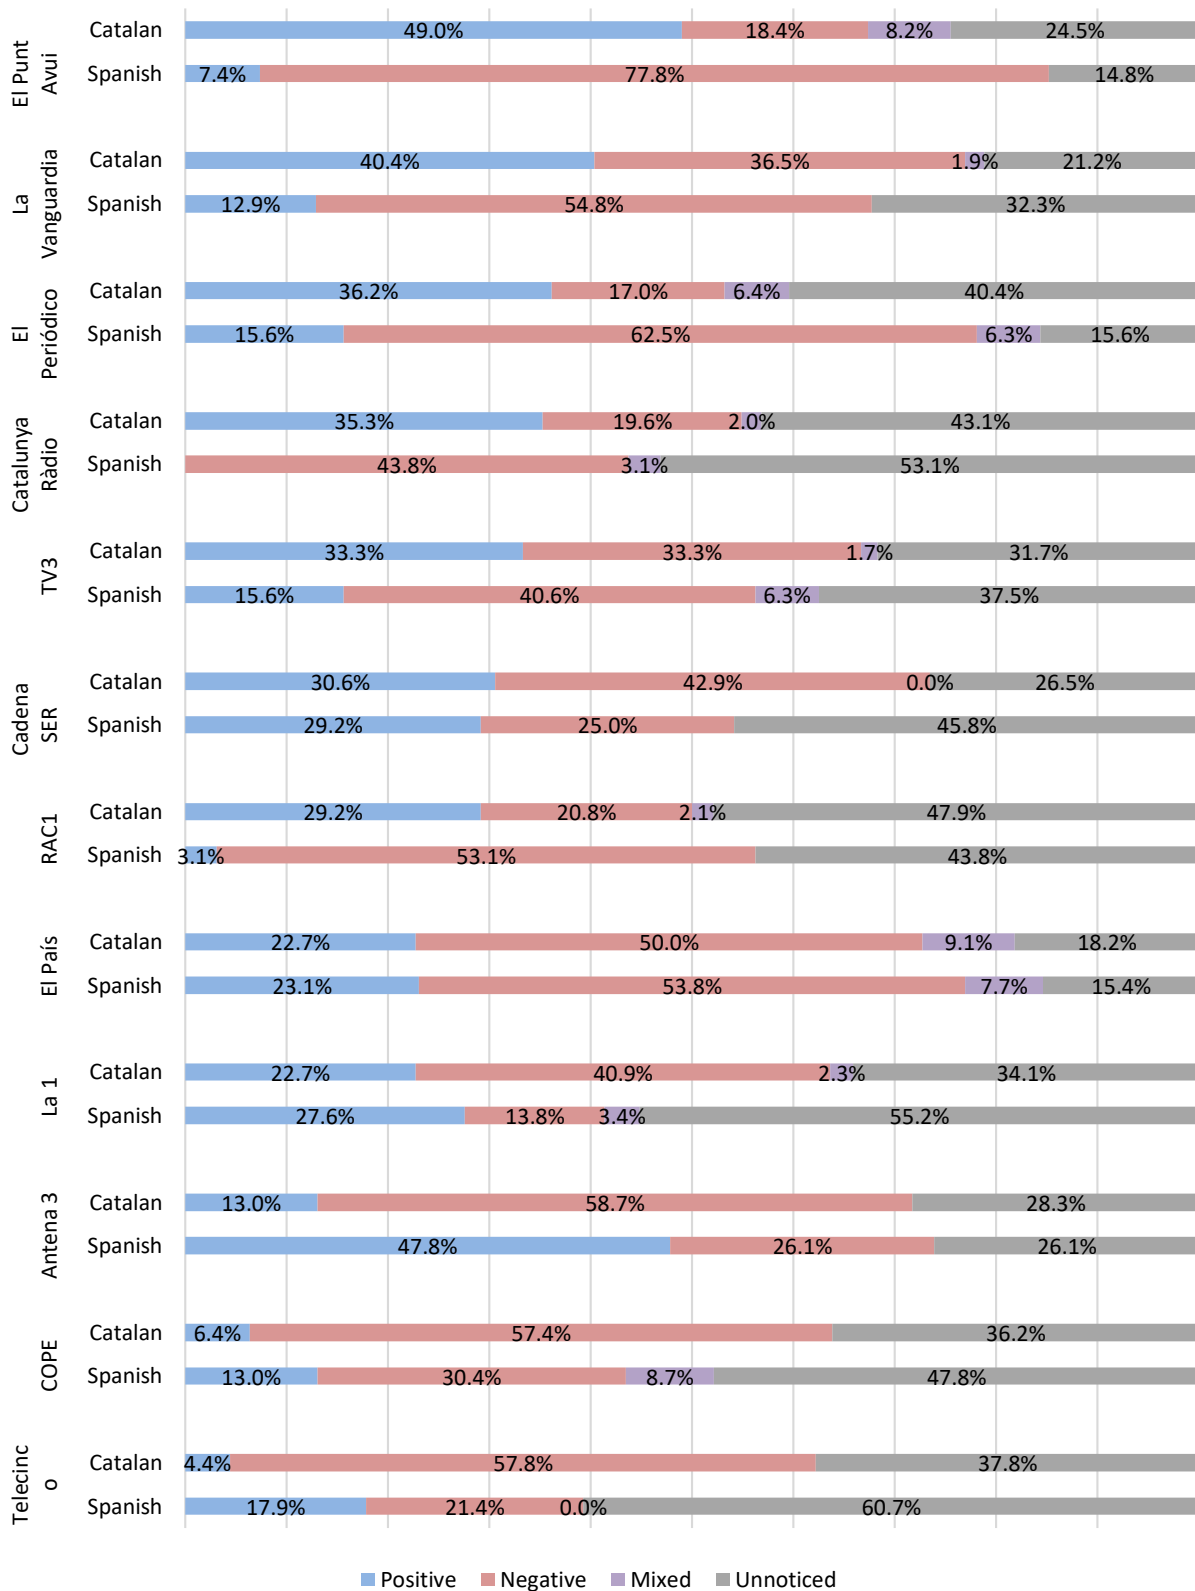 El Punt
Avui
Catalan 49.0% 18.4% 8.2% 24.5%
Spanish 7.4% 77.8% 14.8%
La
Vanguardia
Catalan 40.4% 36.5% 1.9% 21.2%
Spanish 12.9% 54.8% 32.3%
El
Periódico
Catalan 36.2% 17.0% 6.4% 40.4%
Spanish 15.6% 62.5% 6.3% 15.6%
Catalunya
Ràdio
Catalan 35.3% 19.6% 2.0% 43.1%
Spanish 43.8% 3.1% 53.1%
TV3
Catalan 33.3% 33.3% 1.7% 31.7%
Spanish 15.6% 40.6% 6.3% 37.5%
Cadena
SER
Catalan 30.6% 42.9% 0.0% 26.5%
Spanish 29.2% 25.0% 45.8%
RAC1
Catalan 29.2% 20.8% 2.1% 47.9%
Spanish 3.1% 53.1% 43.8%
El País
Catalan 22.7% 50.0% 9.1% 18.2%
Spanish 23.1% 53.8% 7.7% 15.4%
La 1
Catalan 22.7% 40.9% 2.3% 34.1%
Spanish 27.6% 13.8% 3.4% 55.2%
Antena 3
Catalan 13.0% 58.7% 28.3%
Spanish 47.8% 26.1% 26.1%
COPE
Catalan 6.4% 57.4% 36.2%
Spanish 13.0% 30.4% 8.7% 47.8%
Telecinc
o
Catalan 4.4% 57.8% 37.8%
Spanish 17.9% 21.4% 0.0% 60.7%
Positive Negative Mixed Unnoticed